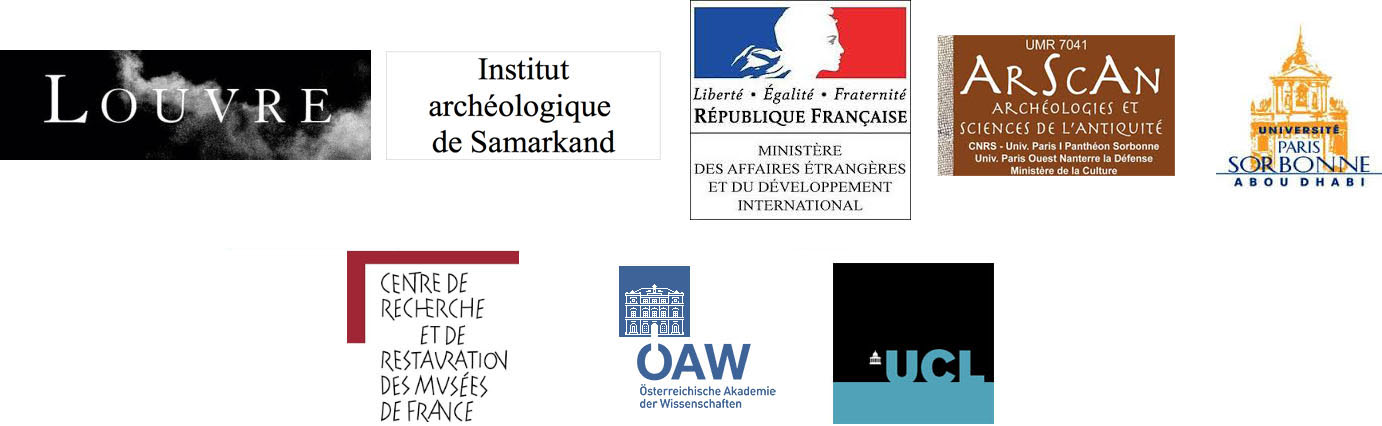 LOUVRE
Institut
archéologique
de Samarkand
Liberté • Égalité • Fraternité
RÉPUBLIQUE FRANÇAISE
MINISTÈRE
DES AFFAIRES ÉTRANGÈRES
ET DU DÉVELOPPEMENT
INTERNATIONAL
UMR 7041
ARSCAN
ARCHÉOLOGIES ET
SCIENCES DE L'ANTIQUITÉ
CNRS - Univ. Paris I Panthéon Sorbonne
Univ. Paris Ouest Nanterre la Défense
Ministère de la Culture
UNIVERSITÉ
PARIS
SORBONNE
ABOU DHABI
CENTRE DE
RECHERCHE
ET DE
RESTAURATION
DES MUSÉES
DE FRANCE
ÖAW
Österreichische Akademie
der Wissenschaften
UCL